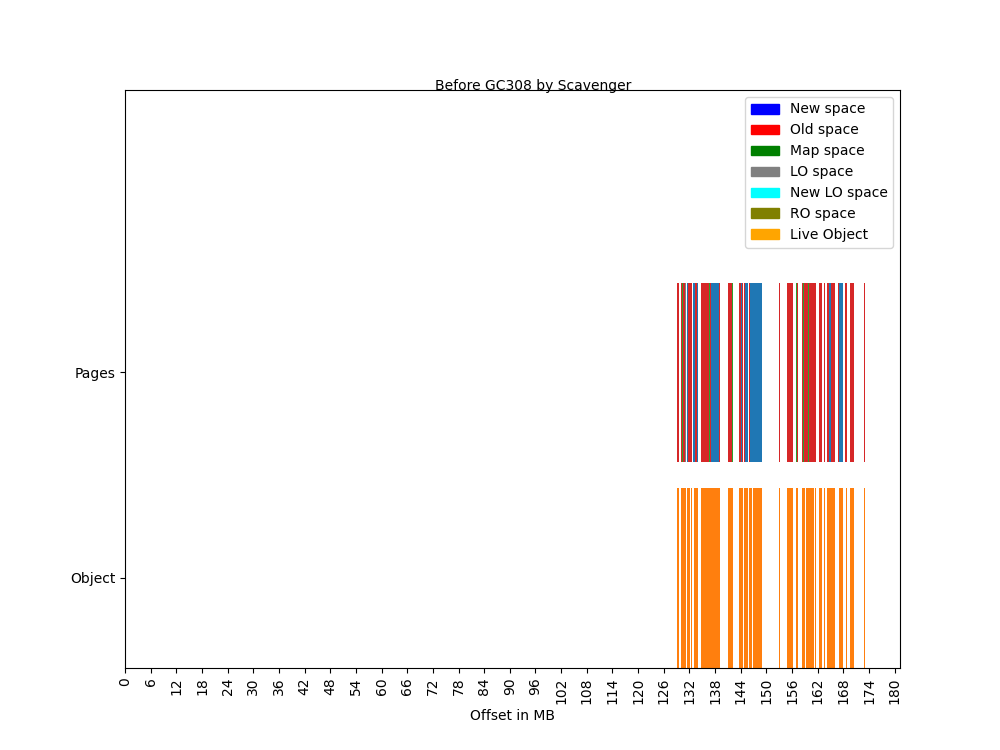 Before GC308 by Scavenger
New space
Old space
Map space
LO space
New LO space
RO space
Live Object
Pages
Object
0 6 12 18 24 30 36 42 48 54 60 66 72 78 84 90 96 102 108 114 120 126 132 138 144 150 156 162 168 174 180
Offset in MB